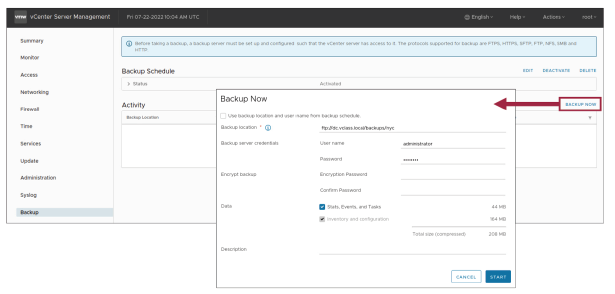 vmw vCenter Server Management Fri 07-22-2022 10:04 AM UTC English Help Actions root
Summary
Monitor
Access
Networking
Firewall
Time
Services
Update
Administration
Syslog
Backup
Before taking a backup, a backup server must be set up and configured such that the vCenter server has access to it. The protocols supported for backup are FTPS, HTTPS, SFTP, FTP, NFS, SMB and
HTTP.
Backup Schedule EDIT DEACTIVATE DELETE
Status Activated
Activity BACKUP NOW
Backup Location
Backup Now
Use backup location and user name from backup schedule.
Backup location * ftp://dc.vclass.local/backups/nyc
Backup server credentials User name administrator
Password ••••••••
Encrypt backup Encryption Password
Confirm Password
Data Stats, Events, and Tasks 44 MB
Inventory and configuration 164 MB
Total size (compressed) 208 MB
Description
CANCEL START